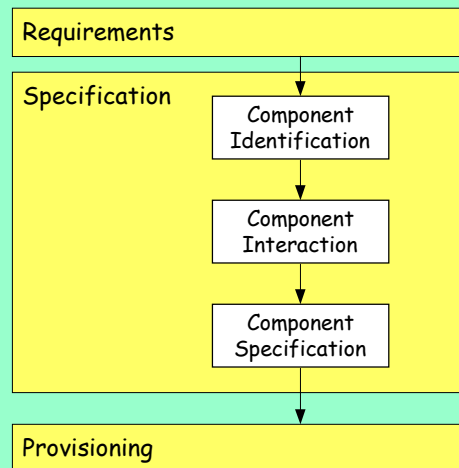 Requirements
Specification
Component
Identification
Component
Interaction
Component
Specification
Provisioning